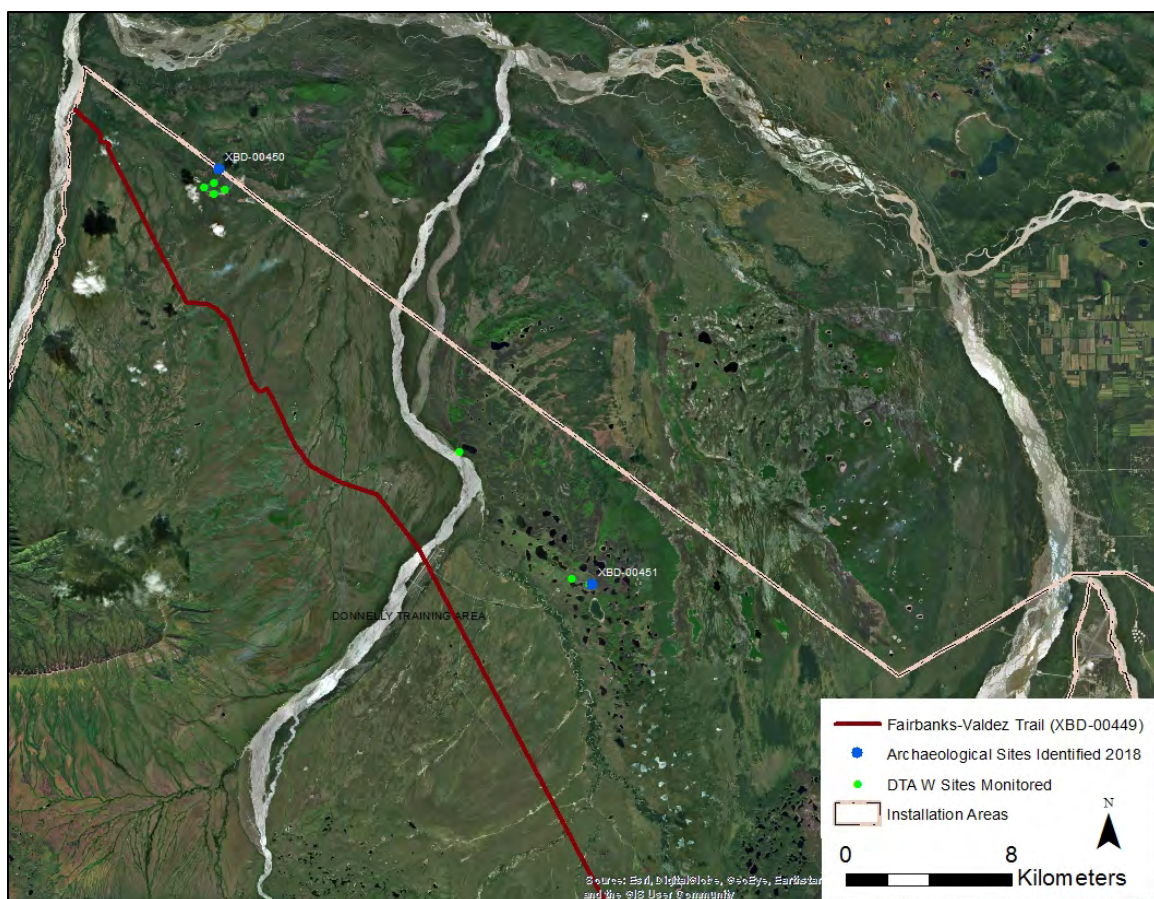 XBD-00450
XBD-00451
DONNELLY TRAINING AREA
Fairbanks-Valdez Trail (XBD-00449)
Archaeological Sites Identified 2018
DTA W Sites Monitored
Installation Areas
N
0 8
Kilometers
Source: Esri, DigitalGlobe, GeoEye, Earthstar
and the GIS User Community